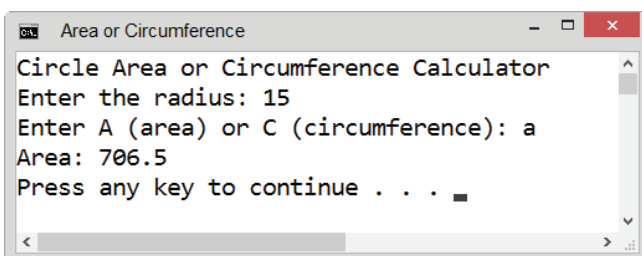 Area or Circumference
Circle Area or Circumference Calculator
Enter the radius: 15
Enter A (area) or C (circumference): a
Area: 706.5
Press any key to continue . . .